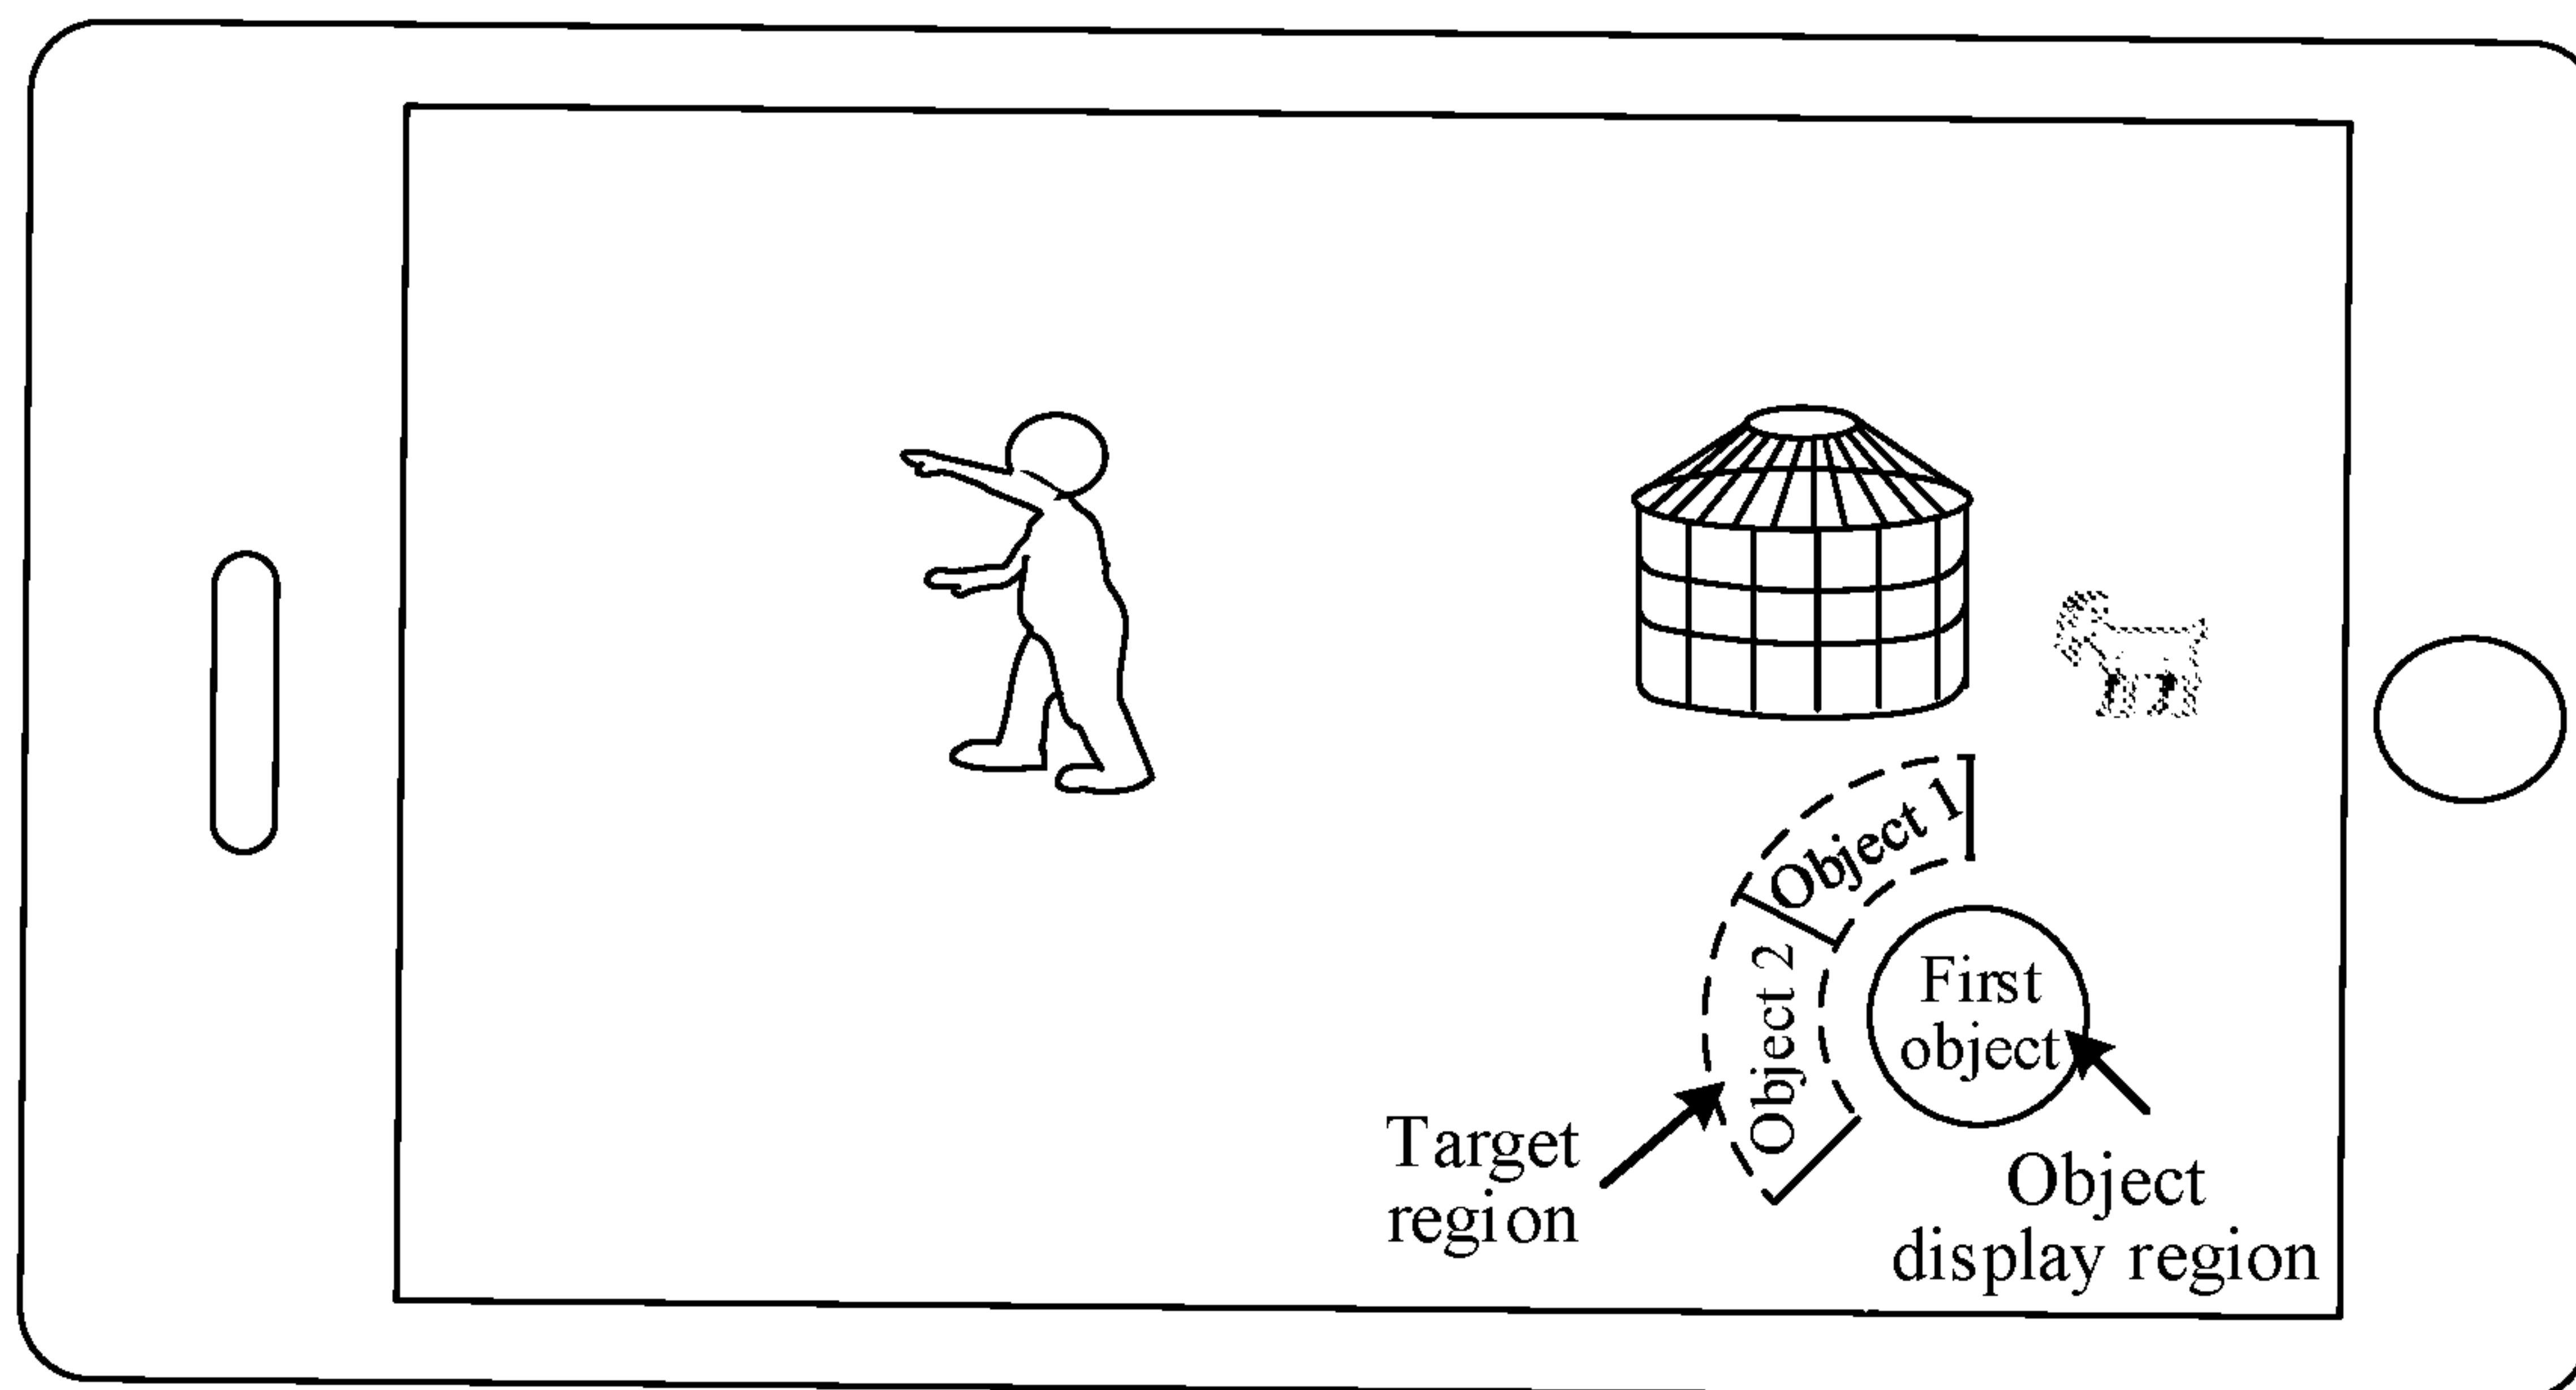 Object 1
Object 2
First
object
Target
region
Object
display region